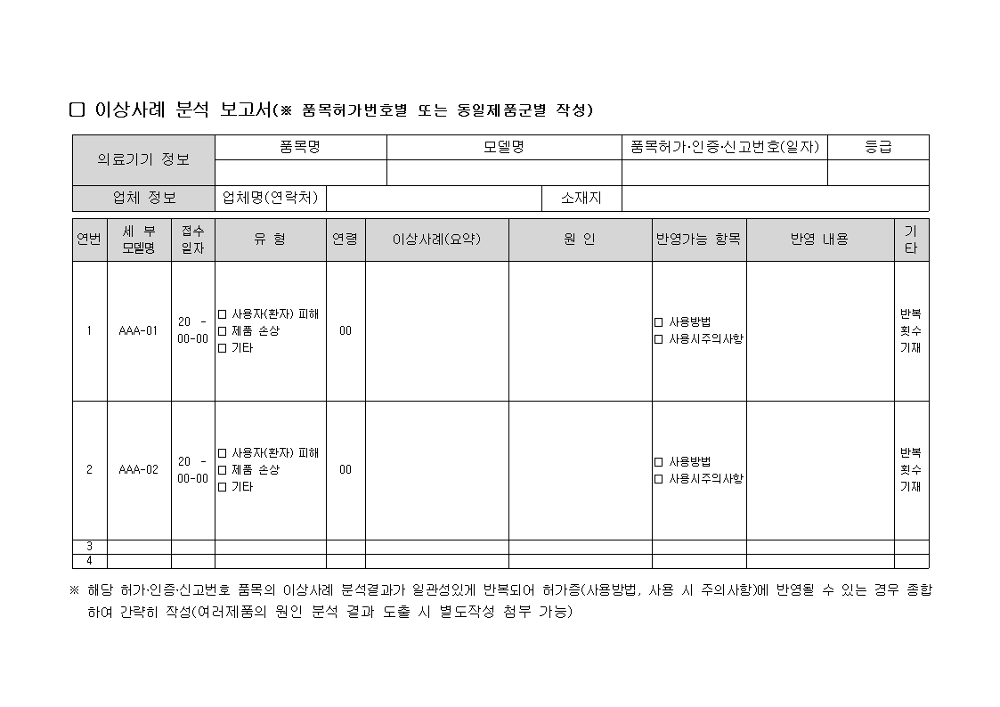 □ 이상사례 분석 보고서(※ 품목허가번호별 또는 동일제품군별 작성)
의료기기 정보
품목명
모델명
품목허가·인증·신고번호(일자)
등급
업체 정보
업체명(연락처)
소재지
연번
세 부
모델명
접수
일자
유 형
연령
이상사례(요약)
원 인
반영가능 항목
반영 내용
기
타
1
AAA-01
20 -
00-00
□ 사용자(환자) 피해
□ 제품 손상
□ 기타
00
□ 사용방법
□ 사용시주의사항
반복
횟수
기재
2
AAA-02
20 -
00-00
□ 사용자(환자) 피해
□ 제품 손상
□ 기타
00
□ 사용방법
□ 사용시주의사항
반복
횟수
기재
3
4
※ 해당 허가·인증·신고번호 품목의 이상사례 분석결과가 일관성있게 반복되어 허가증(사용방법, 사용 시 주의사항)에 반영될 수 있는 경우 종합
하여 간략히 작성(여러제품의 원인 분석 결과 도출 시 별도작성 첨부 가능)